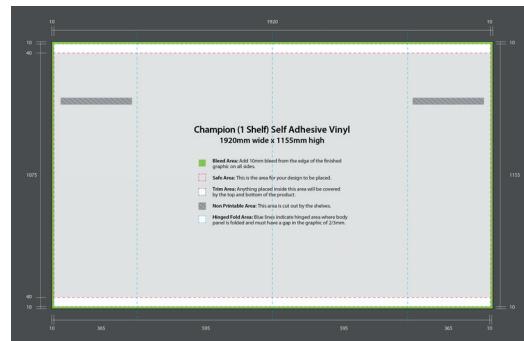 10 1920 10
10 10
40
Champion (1 Shelf) Self Adhesive Vinyl
1920mm wide x 1155mm high
Bleed Area: Add 10mm bleed from the edge of the finished
graphic on all sides.
Safe Area: This is the area for your design to be placed.
1075 1155
Trim Area: Anything placed inside this area will be covered
by the top and bottom of the product.
Non Printable Area: This area is cut out by the shelves.
Hinged Fold Area: Blue lines indicate hinged area where body
panel is folded and must have a gap in the graphic of 2/3mm.
40
10 10
10 365 595 595 365 10